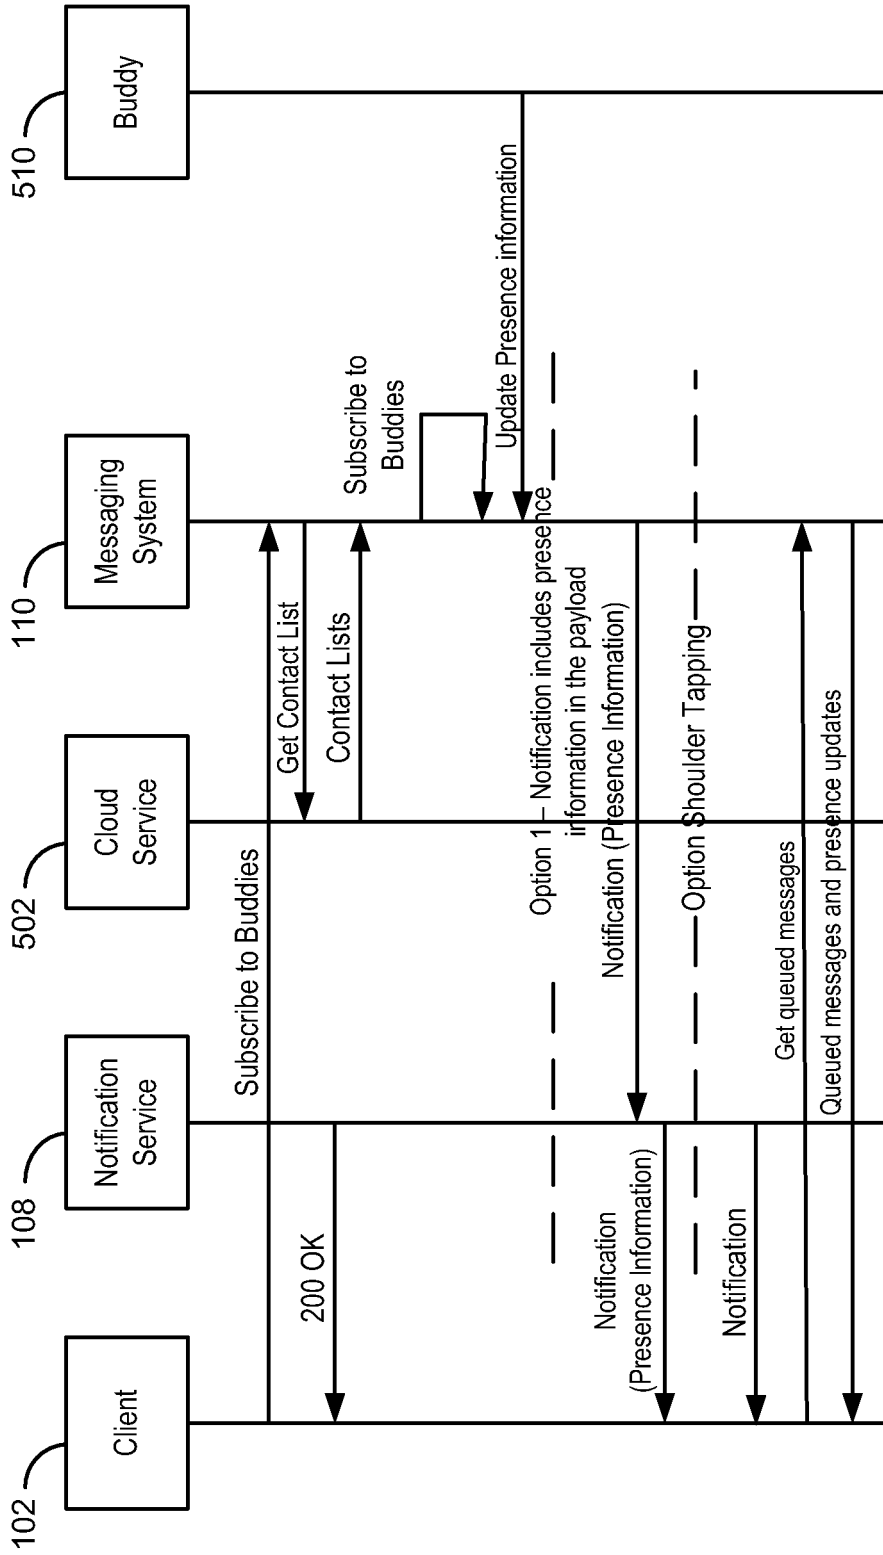 102
108
502
110
510
Client
Notification
Service
Cloud
Service
Messaging
System
Buddy
Subscribe to Buddies
Get Contact List
200 OK
Contact Lists
Subscribe to
Buddies
Update Presence information
Option 1 – Notification includes presence
information in the payload
Notification (Presence Information)
Notification
(Presence Information)
Option Shoulder Tapping
Notification
Get queued messages
Queued messages and presence updates